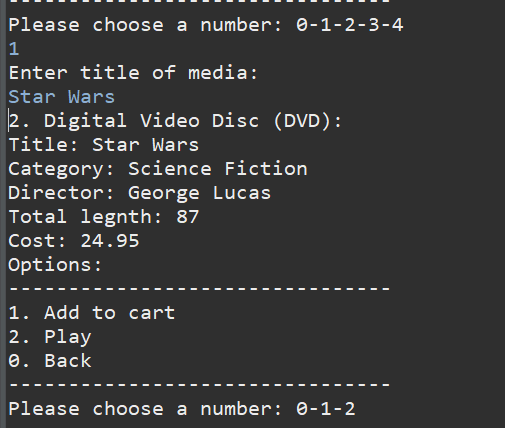 ---------------------------------
Please choose a number: 0-1-2-3-4
1
Enter title of media:
Star Wars
2. Digital Video Disc (DVD):
Title: Star Wars
Category: Science Fiction
Director: George Lucas
Total legnth: 87
Cost: 24.95
Options:
--------------------------------
1. Add to cart
2. Play
0. Back
--------------------------------
Please choose a number: 0-1-2